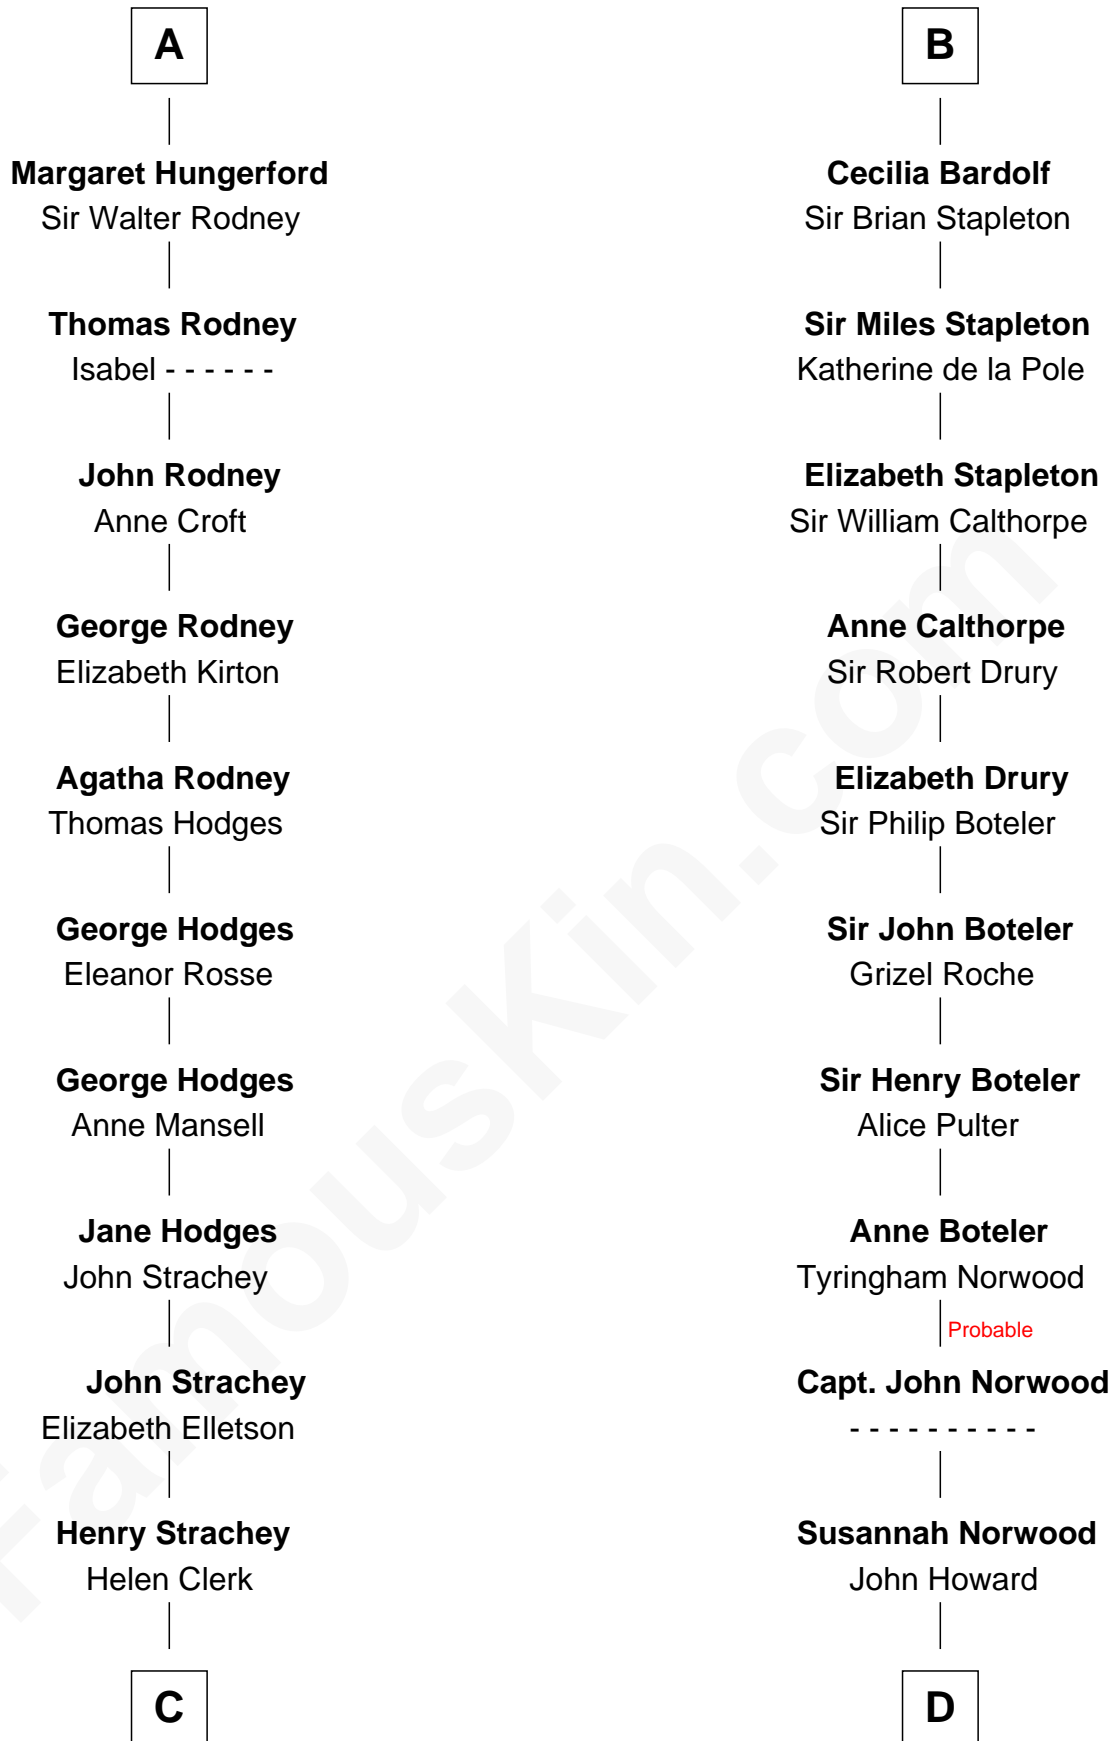 A
Margaret Hungerford
Sir Walter Rodney
Thomas Rodney
Isabel - - - - - -
John Rodney
Anne Croft
George Rodney
Elizabeth Kirton
Agatha Rodney
Thomas Hodges
George Hodges
Eleanor Rosse
George Hodges
Anne Mansell
Jane Hodges
John Strachey
John Strachey
Elizabeth Elletson
Henry Strachey
Helen Clerk
C
B
Cecilia Bardolf
Sir Brian Stapleton
Sir Miles Stapleton
Katherine de la Pole
Elizabeth Stapleton
Sir William Calthorpe
Anne Calthorpe
Sir Robert Drury
Elizabeth Drury
Sir Philip Boteler
Sir John Boteler
Grizel Roche
Sir Henry Boteler
Alice Pulter
Anne Boteler
Tyringham Norwood
Probable
Capt. John Norwood
- - - - - - - - - -
Susannah Norwood
John Howard
D
FamousKin.com